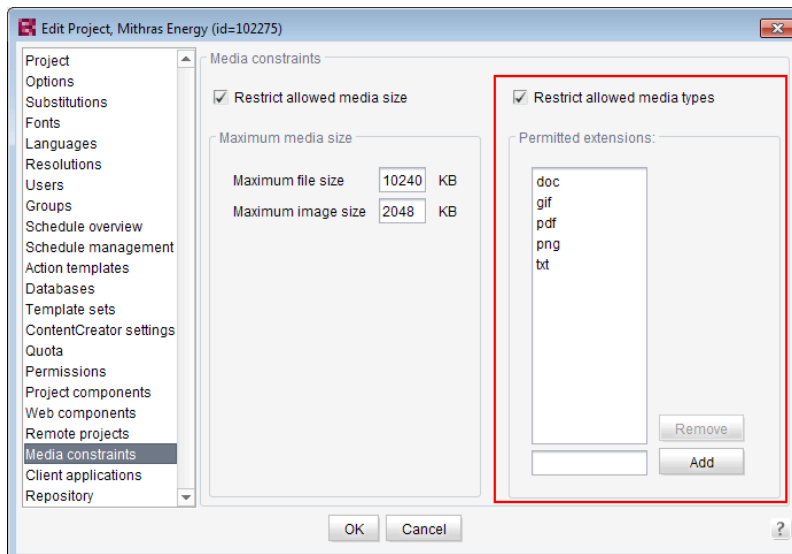 Edit Project, Mithras Energy (id=102275)
Project
Options
Substitutions
Fonts
Languages
Resolutions
Users
Groups
Schedule overview
Schedule management
Action templates
Databases
Template sets
ContentCreator settings
Quota
Permissions
Project components
Web components
Remote projects
Media constraints
Client applications
Repository
Media constraints
Restrict allowed media size
Maximum media size
Maximum file size 10240 KB
Maximum image size 2048 KB
Restrict allowed media types
Permitted extensions:
doc
gif
pdf
png
txt
Remove
Add
OK Cancel ?